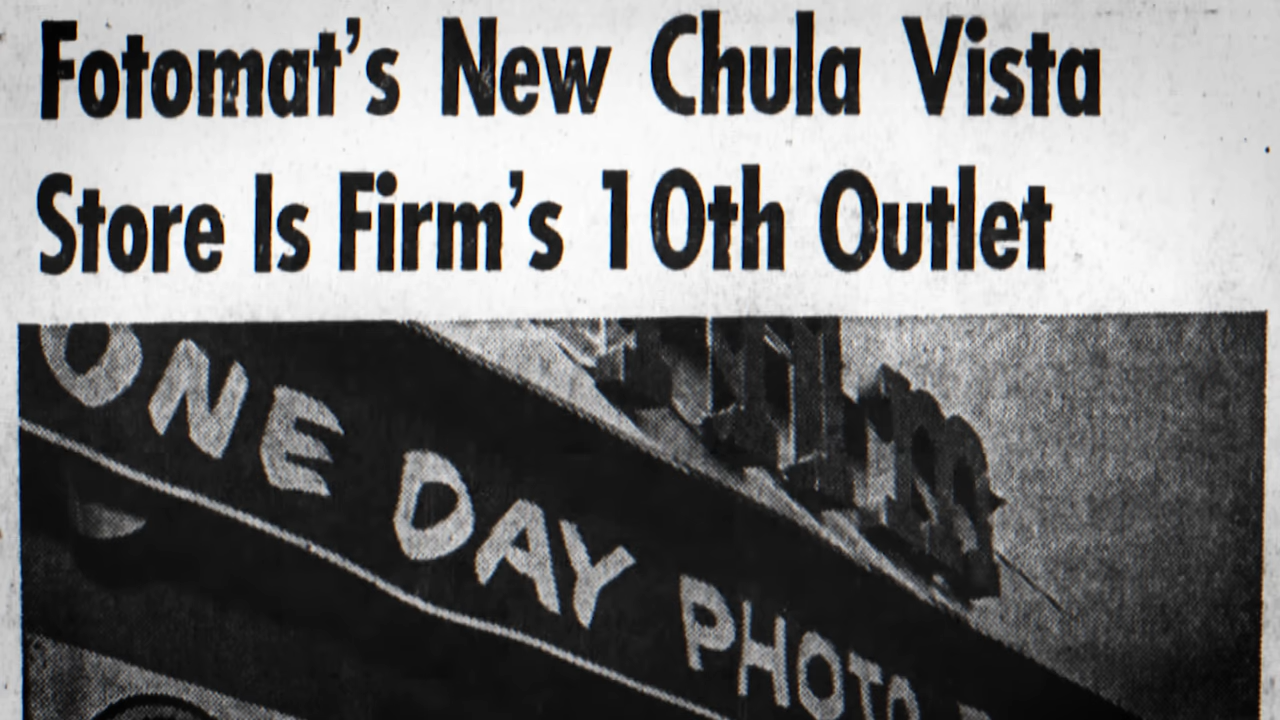 Fotomat's New Chula Vista
Store Is Firm's 10th Outlet
ONE DAY PHOTO